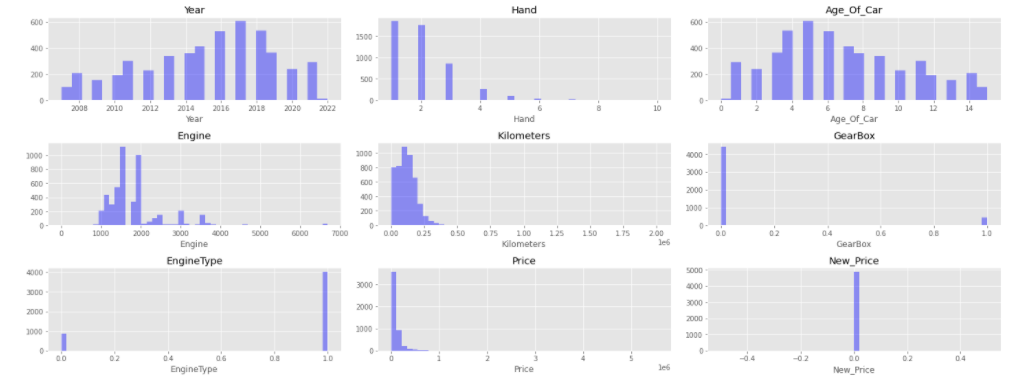 Year Hand Age_Of_Car
600
400
200
0
2008 2010 2012 2014 2016 2018 2020 2022
Year
1500
1000
500
0
2 4 6 8 10
Hand
600
400
200
0
0 2 4 6 8 10 12 14
Age_Of_Car
Engine Kilometers GearBox
1000
800
600
400
200
0
0 1000 2000 3000 4000 5000 6000 7000
Engine
1000
800
600
400
200
0
0.00 0.25 0.50 0.75 1.00 1.25 1.50 1.75 2.00
1e6
Kilometers
4000
3000
2000
1000
0
0.0 0.2 0.4 0.6 0.8 1.0
GearBox
EngineType Price New_Price
4000
3000
2000
1000
0
0.0 0.2 0.4 0.6 0.8 1.0
EngineType
3000
2000
1000
0
0 1 2 3 4 5
1e6
Price
5000
4000
3000
2000
1000
0
−0.4 −0.2 0.0 0.2 0.4
New_Price